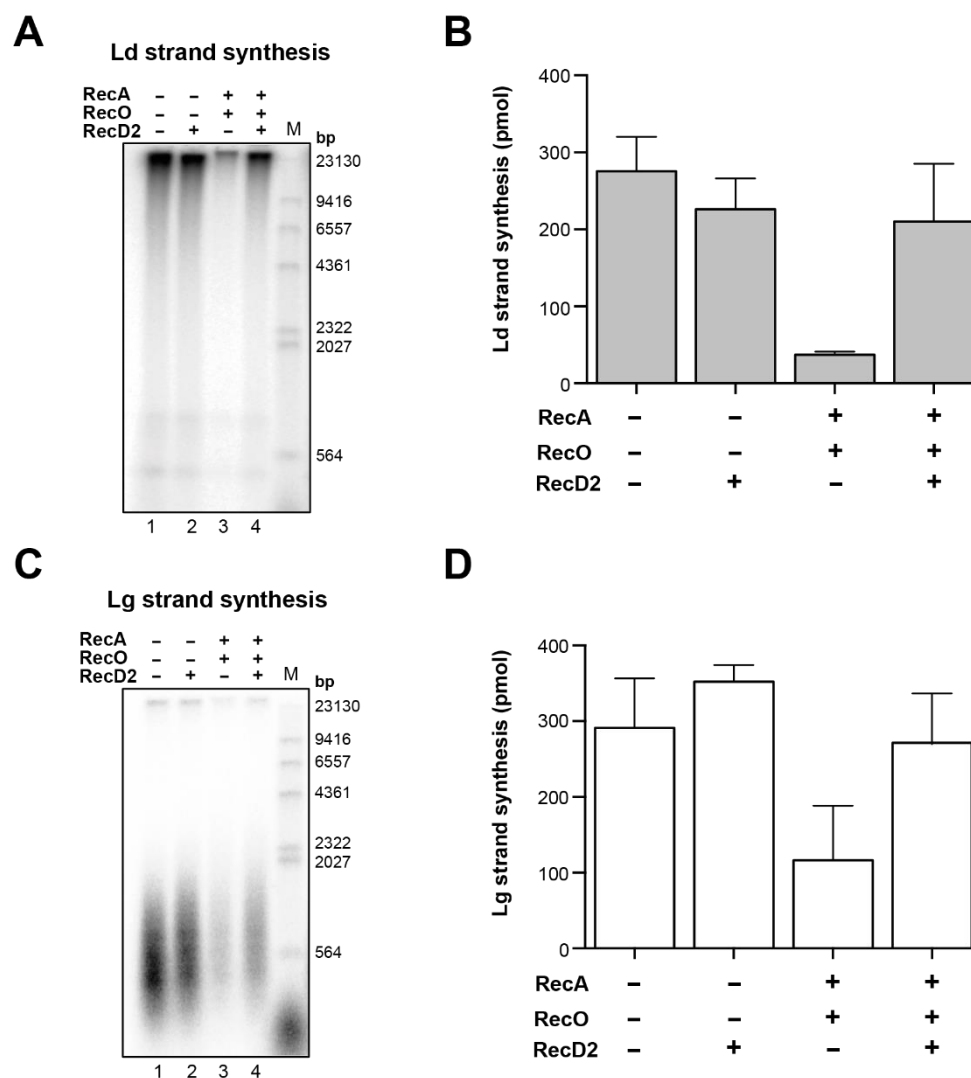 A
Ld strand synthesis
RecA – – + +
RecO – – + +
RecD2 – + – +
M
bp
23130
9416
6557
4361
2322
2027
564
1 2 3 4
B
Ld strand synthesis (pmol)
400
300
200
100
0
RecA – – + +
RecO – – + +
RecD2 – + – +
C
Lg strand synthesis
RecA – – + +
RecO – – + +
RecD2 – + – +
M
bp
23130
9416
6557
4361
2322
2027
564
1 2 3 4
D
Lg strand synthesis (pmol)
400
300
200
100
0
RecA – – + +
RecO – – + +
RecD2 – + – +